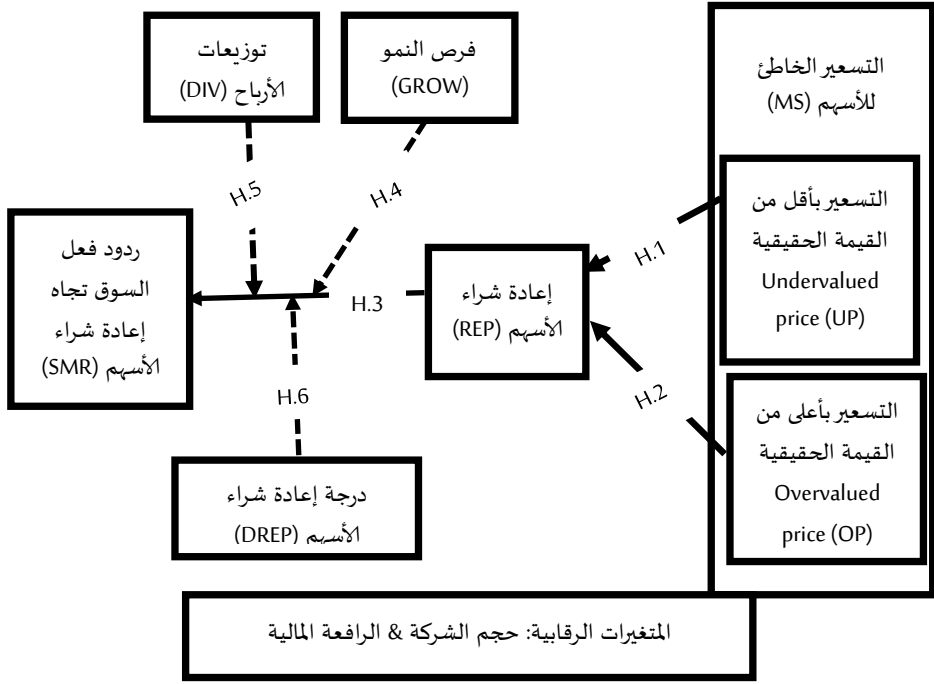 التسعير الخاطئ
للأسهم (MS)
فرص النمو
(GROW)
توزيعات
الأرباح (DIV)
التسعير بأقل من
القيمة الحقيقية
Undervalued
price (UP)
H.1
H.4
H.5
إعادة شراء
الأسهم (REP)
H.3
ردود فعل
السوق تجاه
إعادة شراء
الأسهم (SMR)
H.2
H.6
التسعير بأعلى من
القيمة الحقيقية
Overvalued
price (OP)
درجة إعادة شراء
الأسهم (DREP)
المتغيرات الرقابية: حجم الشركة & الرافعة المالية